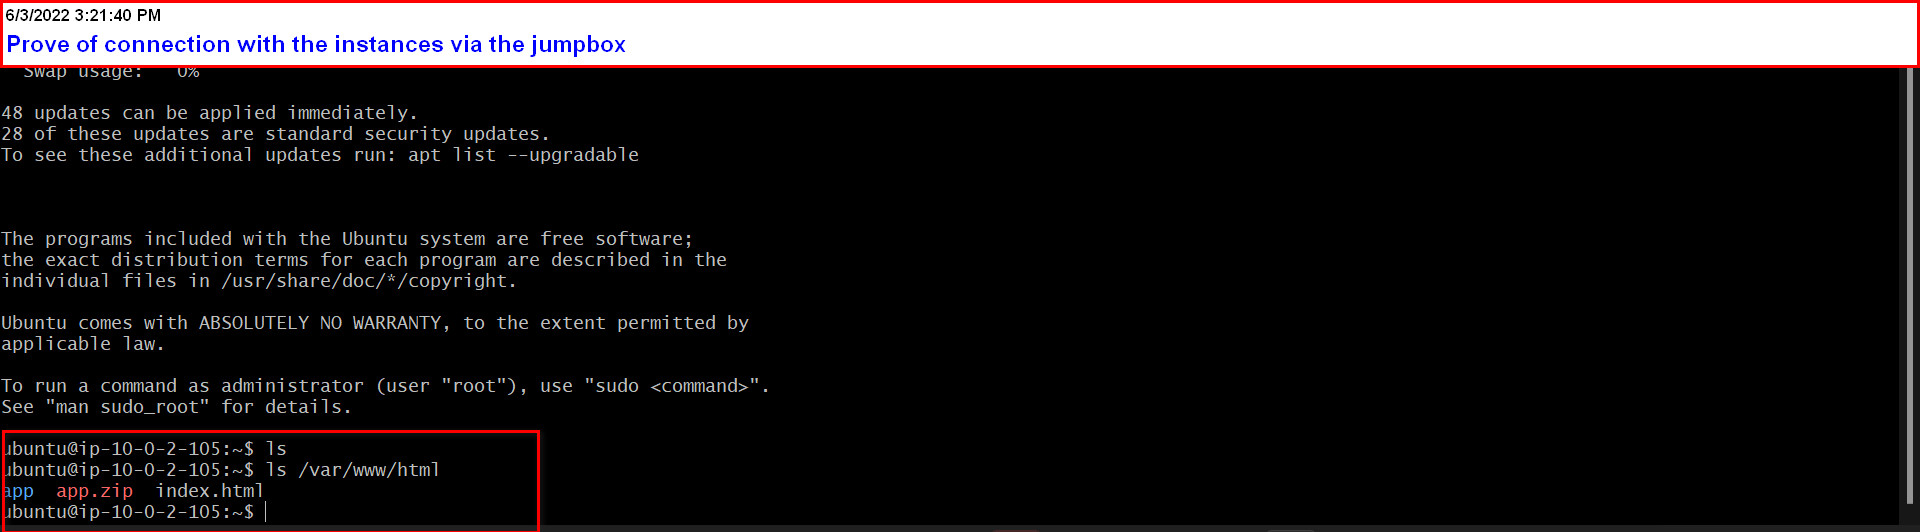 6/3/2022 3:21:40 PM
Prove of connection with the instances via the jumpbox
Swap usage:   0%
48 updates can be applied immediately.
28 of these updates are standard security updates.
To see these additional updates run: apt list --upgradable
The programs included with the Ubuntu system are free software;
the exact distribution terms for each program are described in the
individual files in /usr/share/doc/*/copyright.
Ubuntu comes with ABSOLUTELY NO WARRANTY, to the extent permitted by
applicable law.
To run a command as administrator (user "root"), use "sudo <command>".
See "man sudo_root" for details.
ubuntu@ip-10-0-2-105:~$ ls
ubuntu@ip-10-0-2-105:~$ ls /var/www/html
app  app.zip  index.html
ubuntu@ip-10-0-2-105:~$